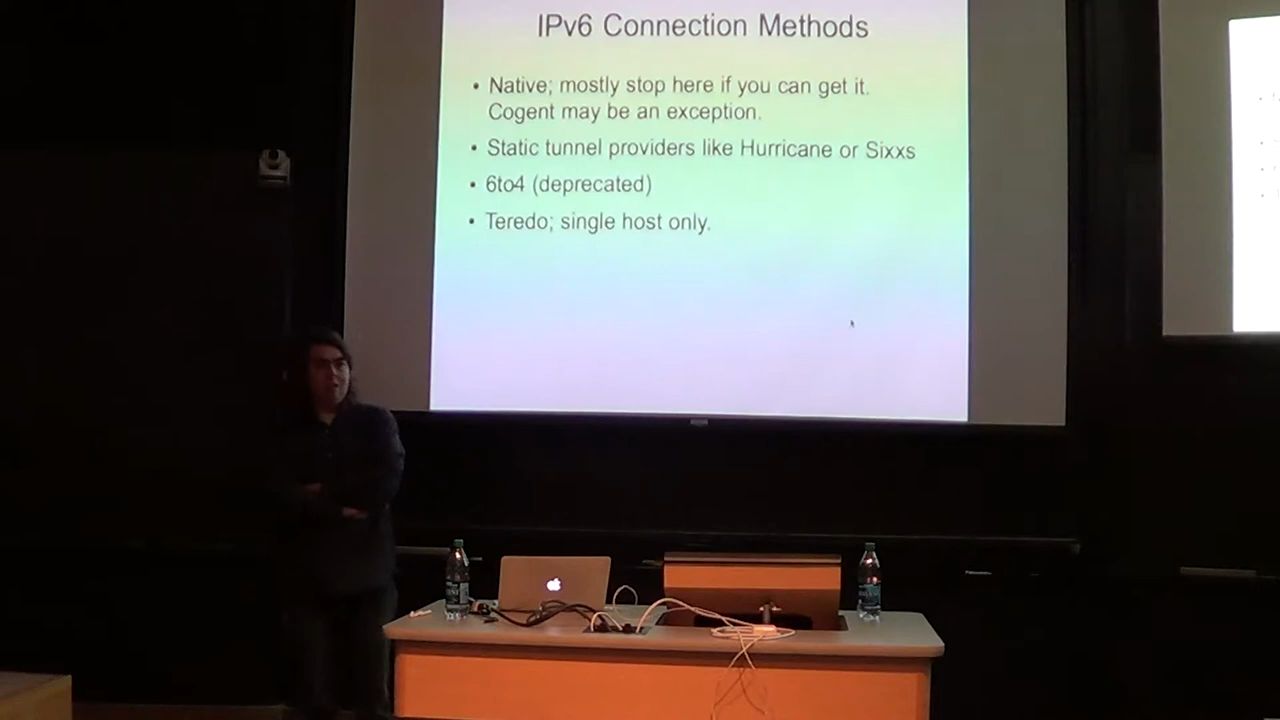 IPv6 Connection Methods
• Native; mostly stop here if you can get it.
Cogent may be an exception.
• Static tunnel providers like Hurricane or Sixxs
• 6to4 (deprecated)
• Teredo; single host only.